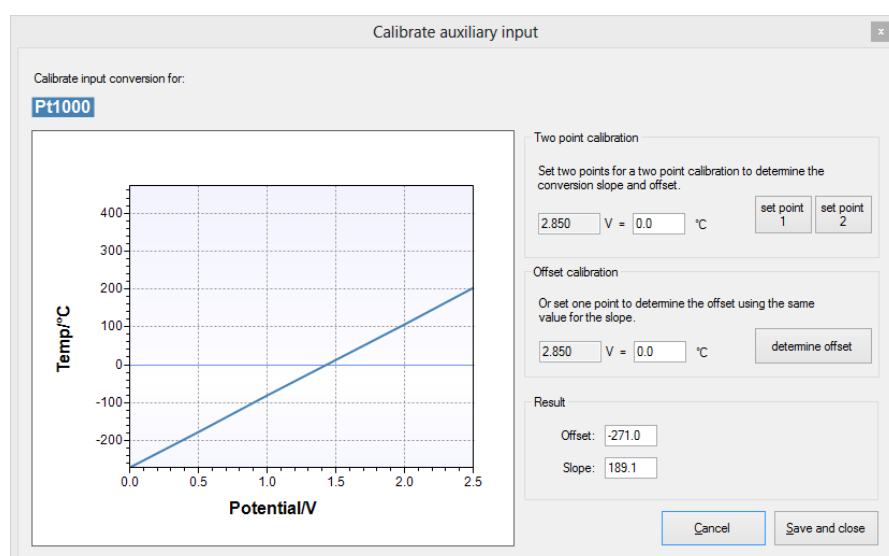 Calibrate auxiliary input
x
Calibrate input conversion for:
Pt1000
400
300
200
100
0
-100
-200
0.0 0.5 1.0 1.5 2.0 2.5
Temp/°C
Potential/V
Two point calibration
Set two points for a two point calibration to determine the
conversion slope and offset.
2.850 V = 0.0 °C
set point
1
set point
2
Offset calibration
Or set one point to determine the offset using the same
value for the slope.
2.850 V = 0.0 °C
determine offset
Result
Offset: -271.0
Slope: 189.1
Cancel
Save and close